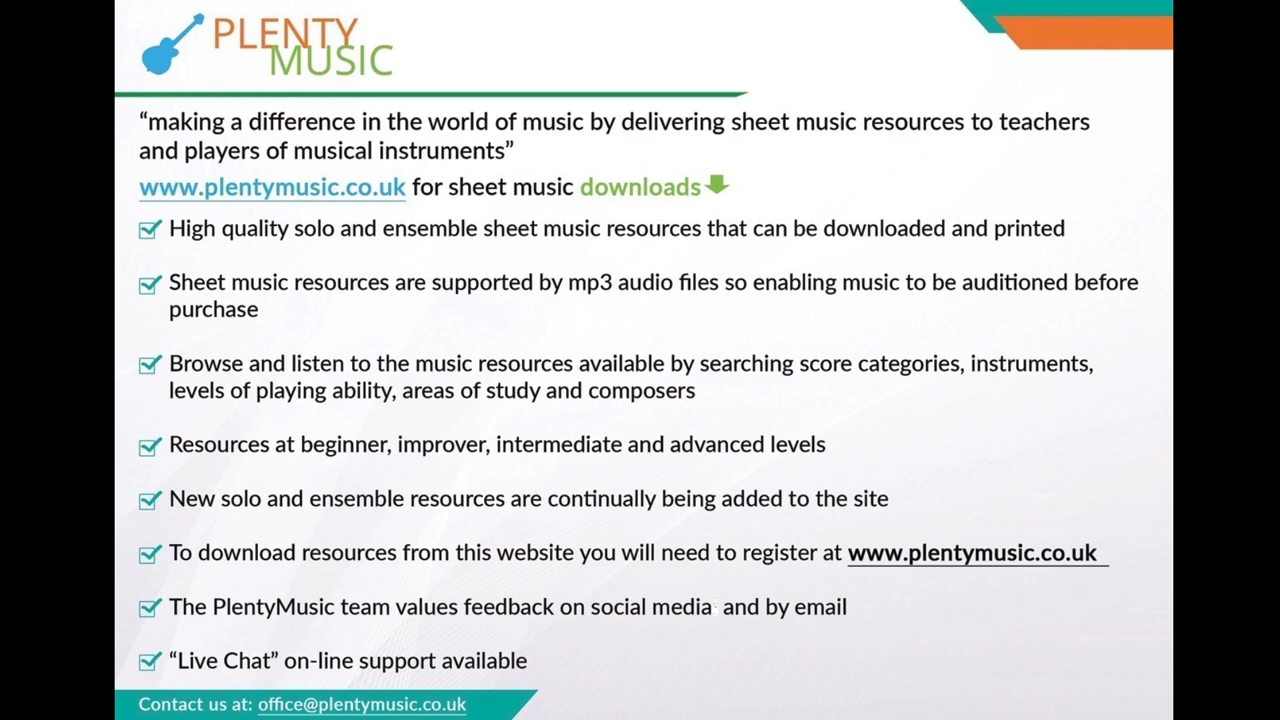 PLENTY
MUSIC
“making a difference in the world of music by delivering sheet music resources to teachers
and players of musical instruments”
www.plentymusic.co.uk for sheet music downloads
High quality solo and ensemble sheet music resources that can be downloaded and printed
Sheet music resources are supported by mp3 audio files so enabling music to be auditioned before
purchase
Browse and listen to the music resources available by searching score categories, instruments,
levels of playing ability, areas of study and composers
Resources at beginner, improver, intermediate and advanced levels
New solo and ensemble resources are continually being added to the site
To download resources from this website you will need to register at www.plentymusic.co.uk
The PlentyMusic team values feedback on social media and by email
“Live Chat” on-line support available
Contact us at: office@plentymusic.co.uk